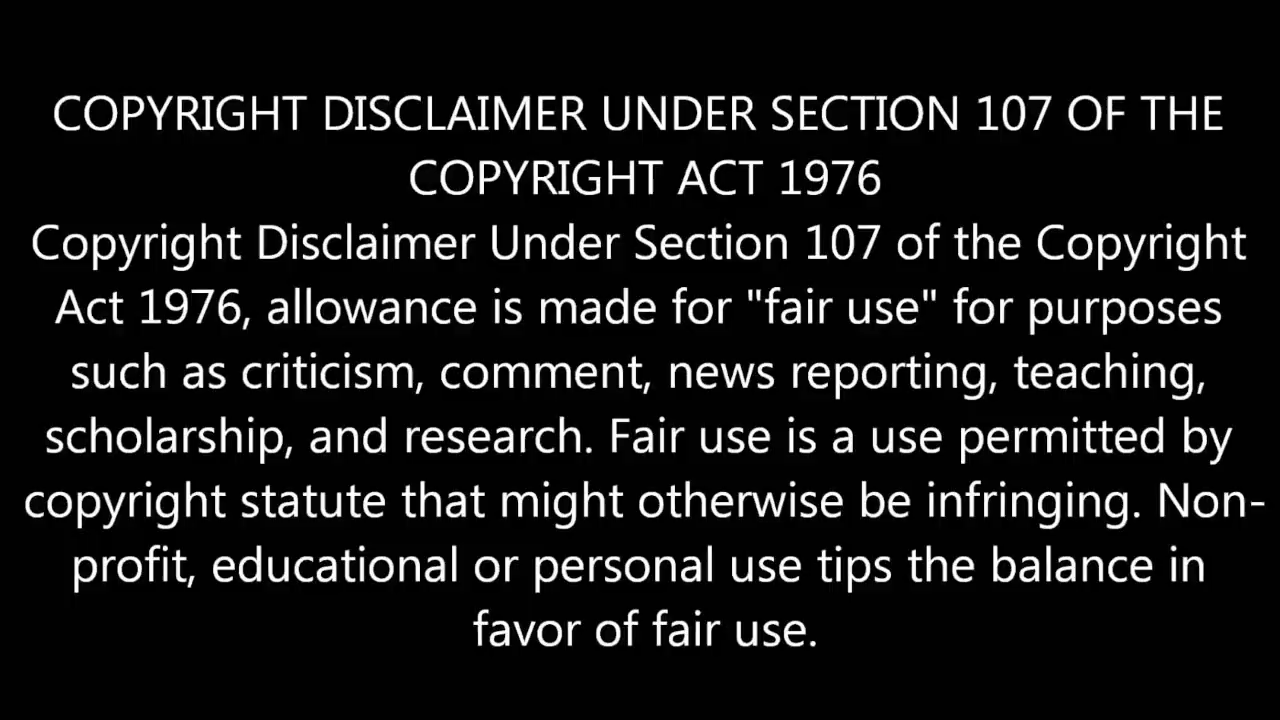 COPYRIGHT DISCLAIMER UNDER SECTION 107 OF THE
COPYRIGHT ACT 1976
Copyright Disclaimer Under Section 107 of the Copyright
Act 1976, allowance is made for "fair use" for purposes
such as criticism, comment, news reporting, teaching,
scholarship, and research. Fair use is a use permitted by
copyright statute that might otherwise be infringing. Non-
profit, educational or personal use tips the balance in
favor of fair use.